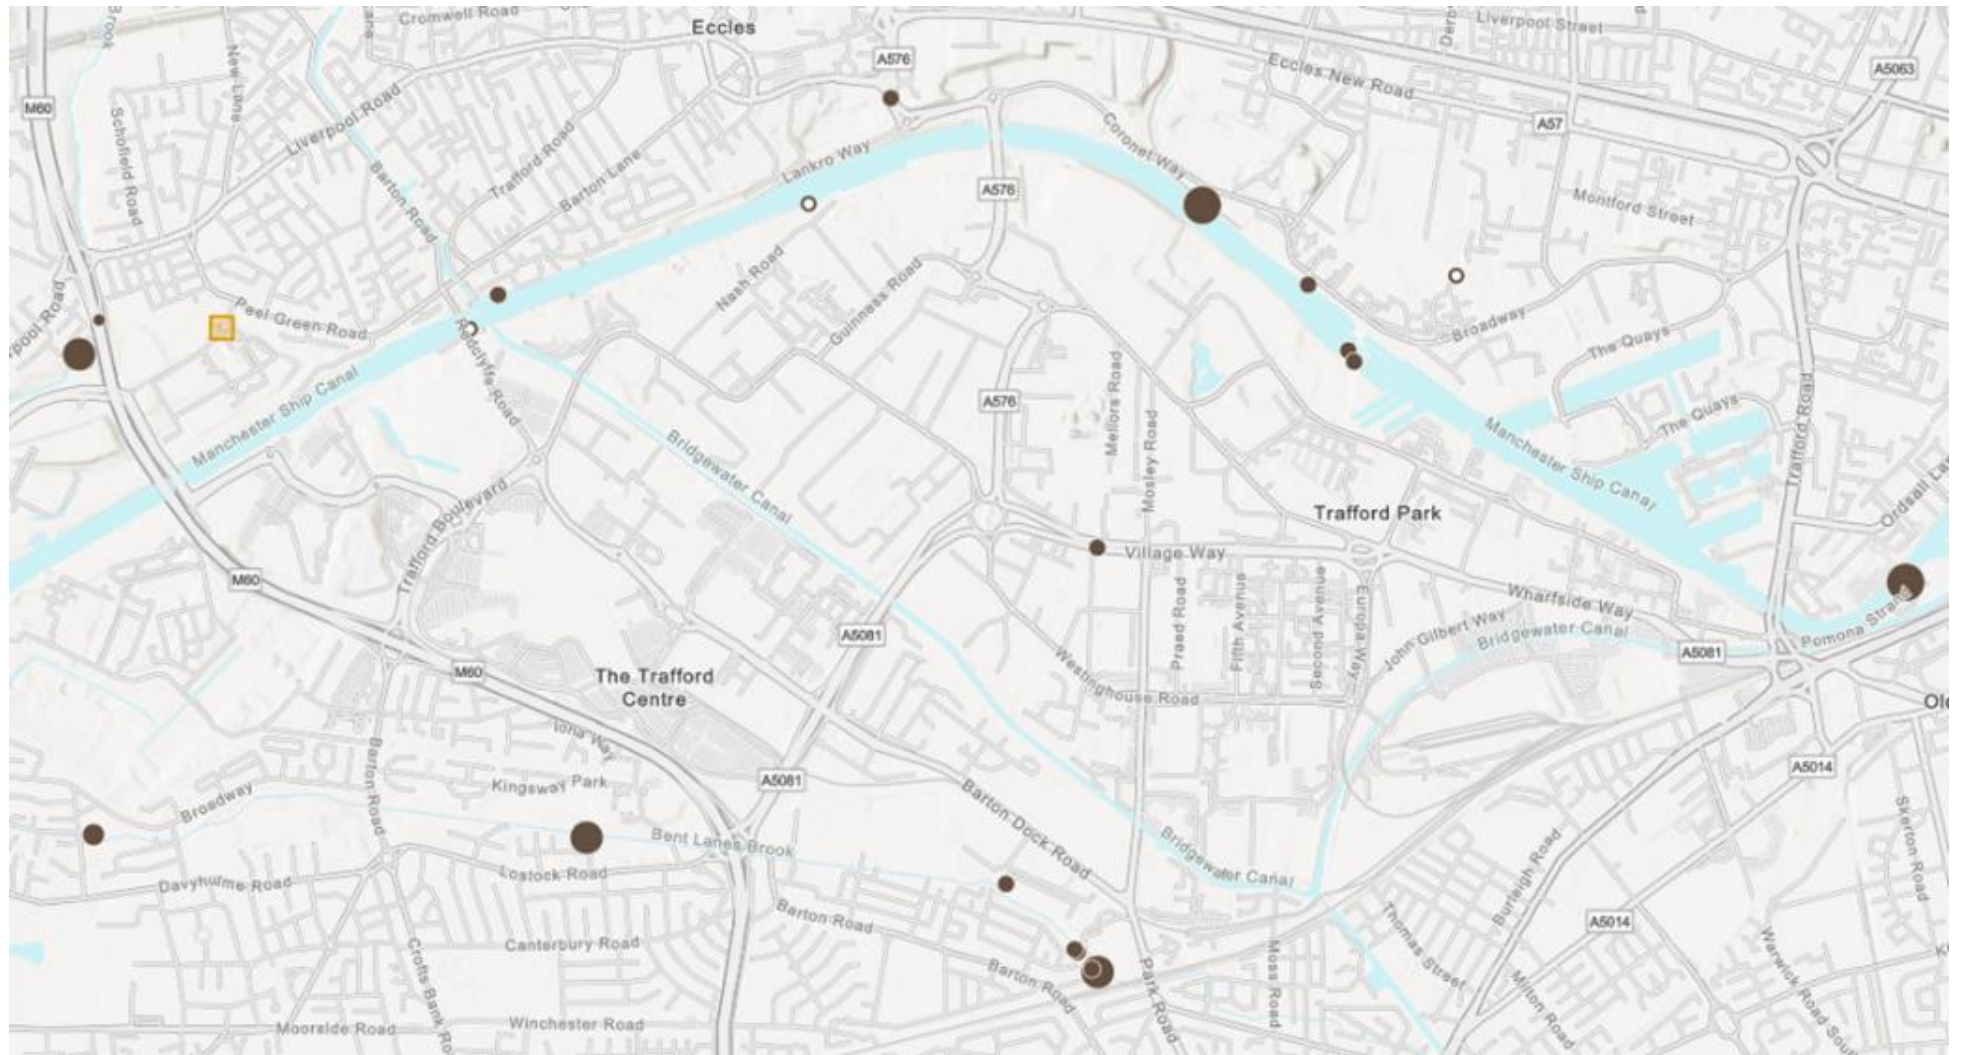 Cromwell Road
Eccles
Liverpool Street
A576
A5063
M60
Brook
New Lane
Schofield Road
Liverpool Road
Eccles New Road
A57
Trafford Road
Barton Lane
Barton Road
Lankro Way
Coronet Way
A576
Montford Street
Nash Road
Guinness Road
Peel Green Road
pool Road
Radclyffe Road
Broadway
The Quays
Manchester Ship Canal
A576
Mellors Road
Mosley Road
The Quays
Trafford Road
Bridgewater Canal
Manchester Ship Canal
Ordsall La
Trafford Boulevard
Trafford Park
Village Way
M60
Praed Road
Fifth Avenue
Second Avenue
Europa Way
Wharfside Way
John Gilbert Way
Bridgewater Canal
Pomona Strand
A5081
A5081
M60
The Trafford
Centre
Westinghouse Road
Old
Barton Road
A5081
Kingsway Park
A5014
Broadway
Barton Dock Road
Skerton Road
Bent Lanes Brook
Bridgewater Canal
Burleigh Road
Davyhulme Road
Lostock Road
Barton Road
Thomas Street
A5014
Canterbury Road
Crofts Bank Ro
Barton Road
Park Road
Moss Road
Milton Road
Warwick Road Sou
Moorside Road
Winchester Road